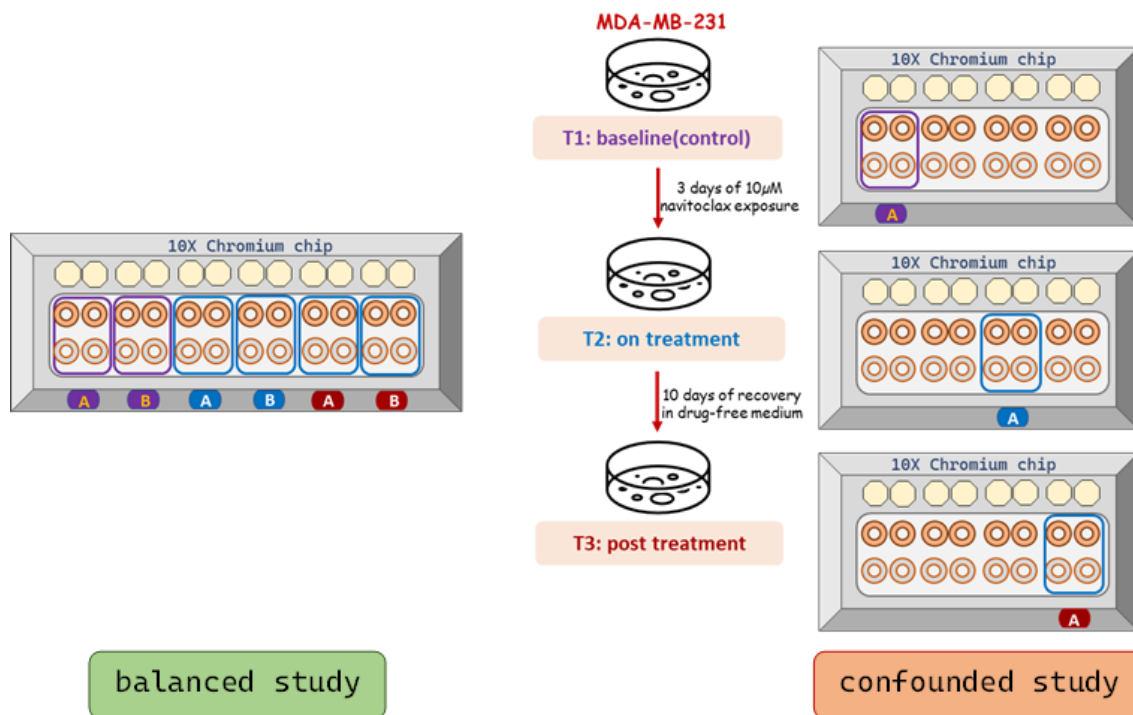 MDA-MB-231
T1: baseline(control)
3 days of 10µM
navitoclax exposure
T2: on treatment
10 days of recovery
in drug-free medium
T3: post treatment
10X Chromium chip
A
B
A
B
A
B
10X Chromium chip
A
10X Chromium chip
A
10X Chromium chip
A
balanced study
confounded study